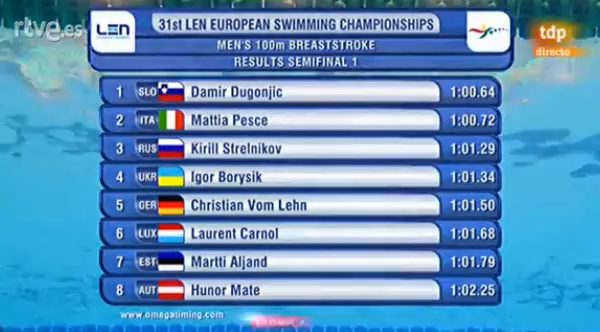 rtve.es
LEN
31st LEN EUROPEAN SWIMMING CHAMPIONSHIPS
MEN'S 100m BREASTSTROKE
RESULTS SEMIFINAL 1
tdp
directo
1 SLO Damir Dugonjic 1:00.64
2 ITA Mattia Pesce 1:00.72
3 RUS Kirill Strelnikov 1:01.29
4 UKR Igor Borysik 1:01.34
5 GER Christian Vom Lehn 1:01.50
6 LUX Laurent Carnol 1:01.68
7 EST Martti Aljand 1:01.79
8 AUT Hunor Mate 1:02.25
www.omegatiming.com